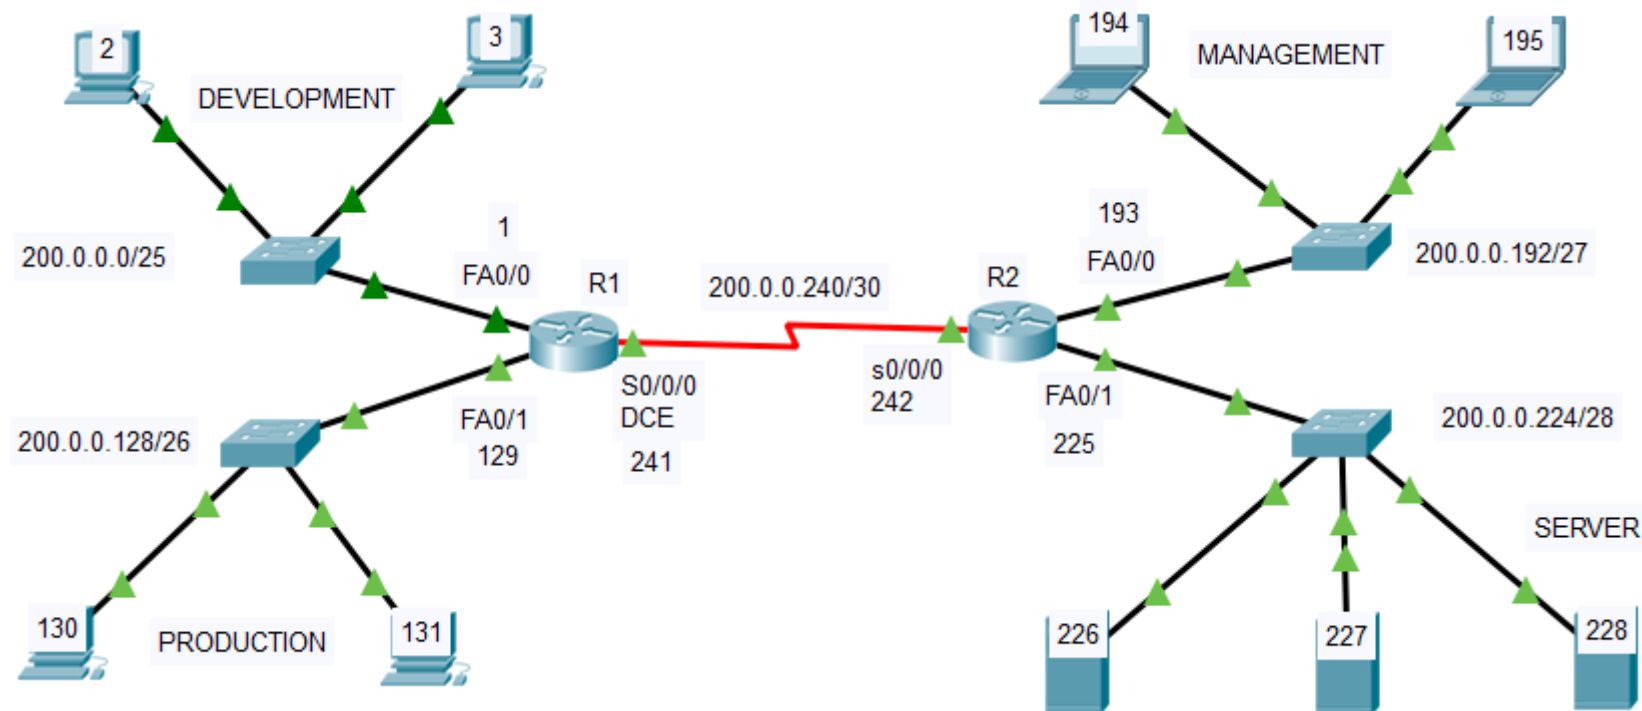 2
3
DEVELOPMENT
200.0.0.0/25
1
FA0/0
R1
200.0.0.128/26
FA0/1
129
S0/0/0
DCE
241
130
PRODUCTION
131
200.0.0.240/30
194
MANAGEMENT
195
193
FA0/0
R2
200.0.0.192/27
s0/0/0
242
FA0/1
225
200.0.0.224/28
SERVER
226
227
228